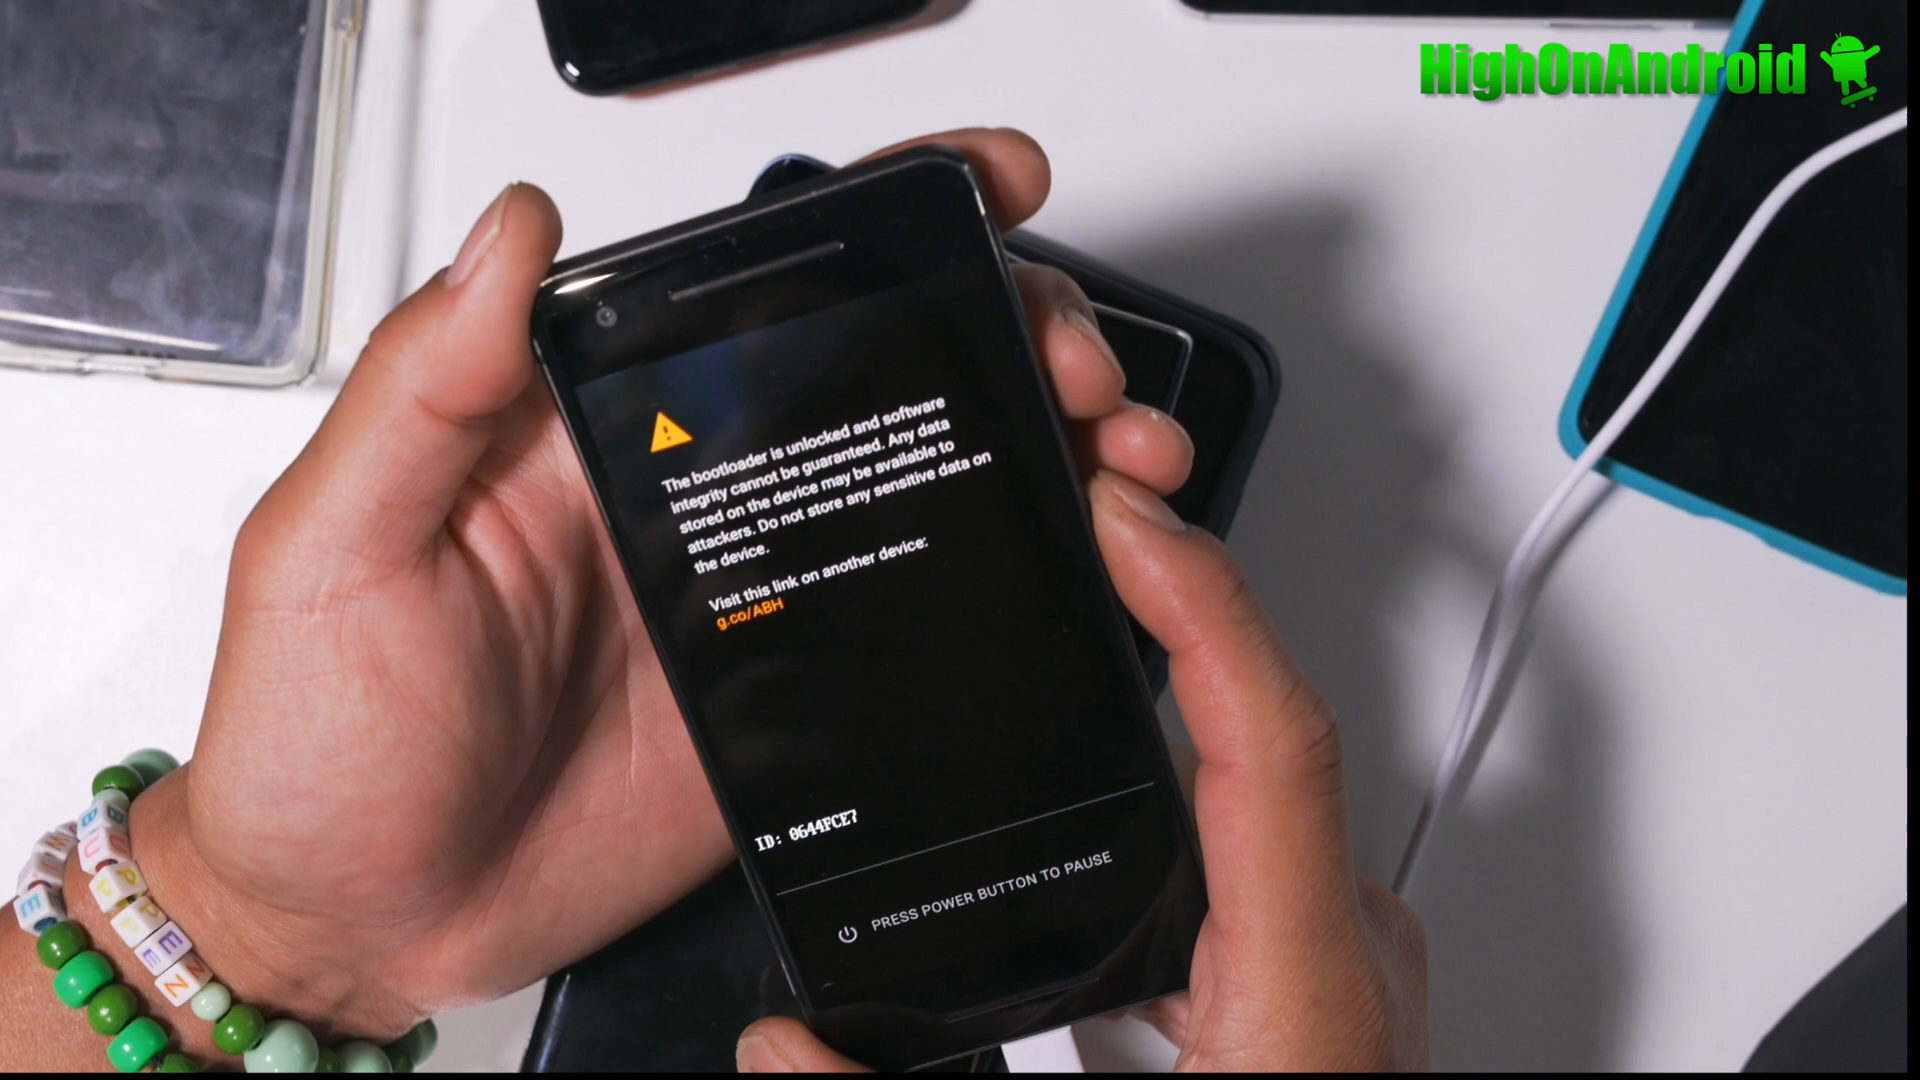 HighOnAndroid
The bootloader is unlocked and software
integrity cannot be guaranteed. Any data
stored on the device may be available to
attackers. Do not store any sensitive data on
the device.
Visit this link on another device:
g.co/ABH
ID: 0644FCE7
PRESS POWER BUTTON TO PAUSE